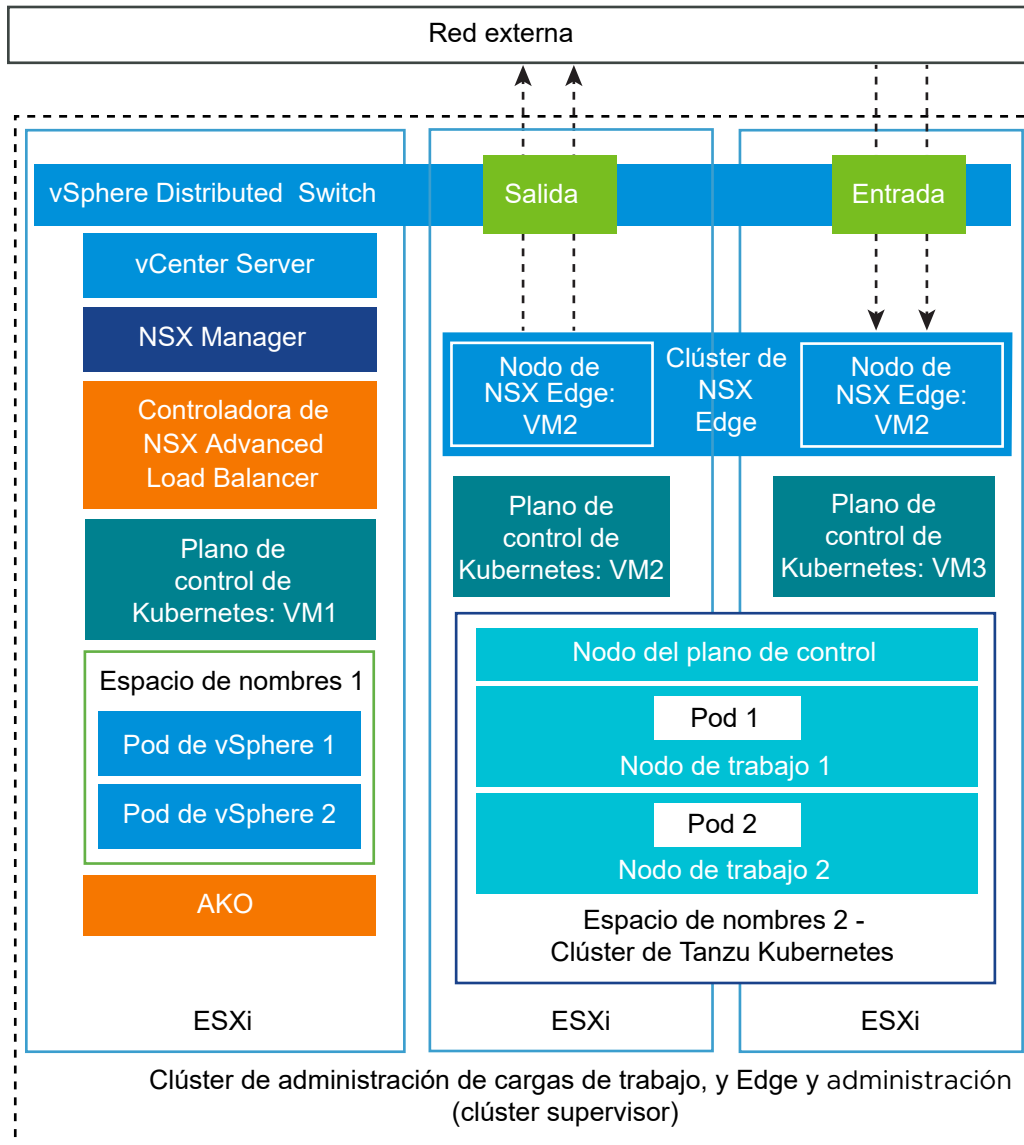 Red externa
vSphere Distributed Switch
Salida
Entrada
vCenter Server
NSX Manager
Controladora de
NSX Advanced
Load Balancer
Plano de
control de
Kubernetes: VM1
Espacio de nombres 1
Pod de vSphere 1
Pod de vSphere 2
AKO
ESXi
Nodo de
NSX Edge:
VM2
Clúster de
NSX
Edge
Nodo de
NSX Edge:
VM2
Plano de
control de
Kubernetes: VM2
Plano de
control de
Kubernetes: VM3
Nodo del plano de control
Pod 1
Nodo de trabajo 1
Pod 2
Nodo de trabajo 2
Espacio de nombres 2 -
Clúster de Tanzu Kubernetes
ESXi
ESXi
Clúster de administración de cargas de trabajo, y Edge y administración
(clúster supervisor)